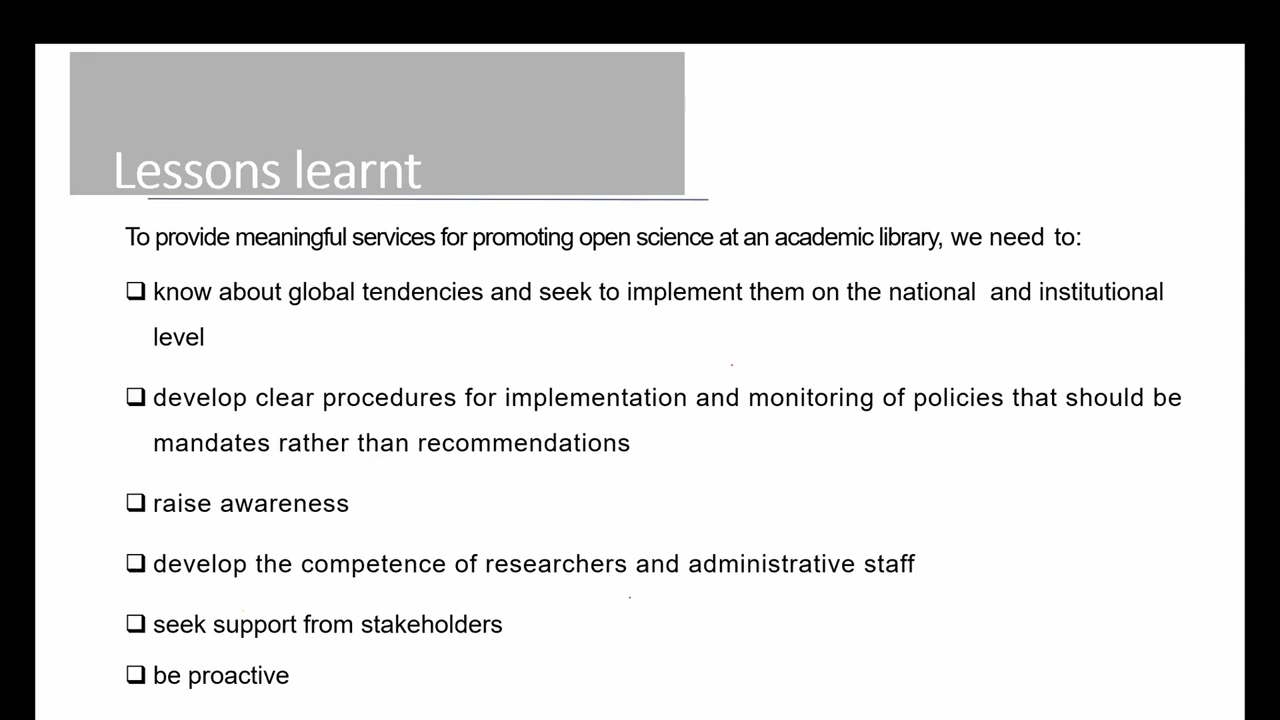 Lessons learnt
To provide meaningful services for promoting open science at an academic library, we need to:
❑ know about global tendencies and seek to implement them on the national and institutional
level
❑ develop clear procedures for implementation and monitoring of policies that should be
mandates rather than recommendations
❑ raise awareness
❑ develop the competence of researchers and administrative staff
❑ seek support from stakeholders
❑ be proactive